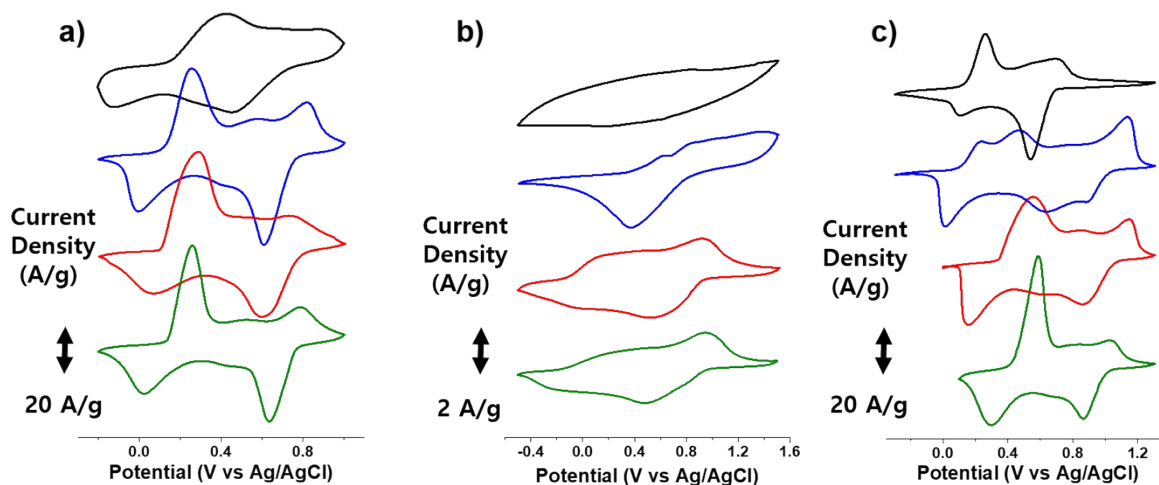 a)
Current
Density
(A/g)
20 A/g
0.0 0.4 0.8
Potential (V vs Ag/AgCl)
b)
Current
Density
(A/g)
2 A/g
-0.4 0.0 0.4 0.8 1.2 1.6
Potential (V vs Ag/AgCl)
c)
Current
Density
(A/g)
20 A/g
0.0 0.4 0.8 1.2
Potential (V vs Ag/AgCl)